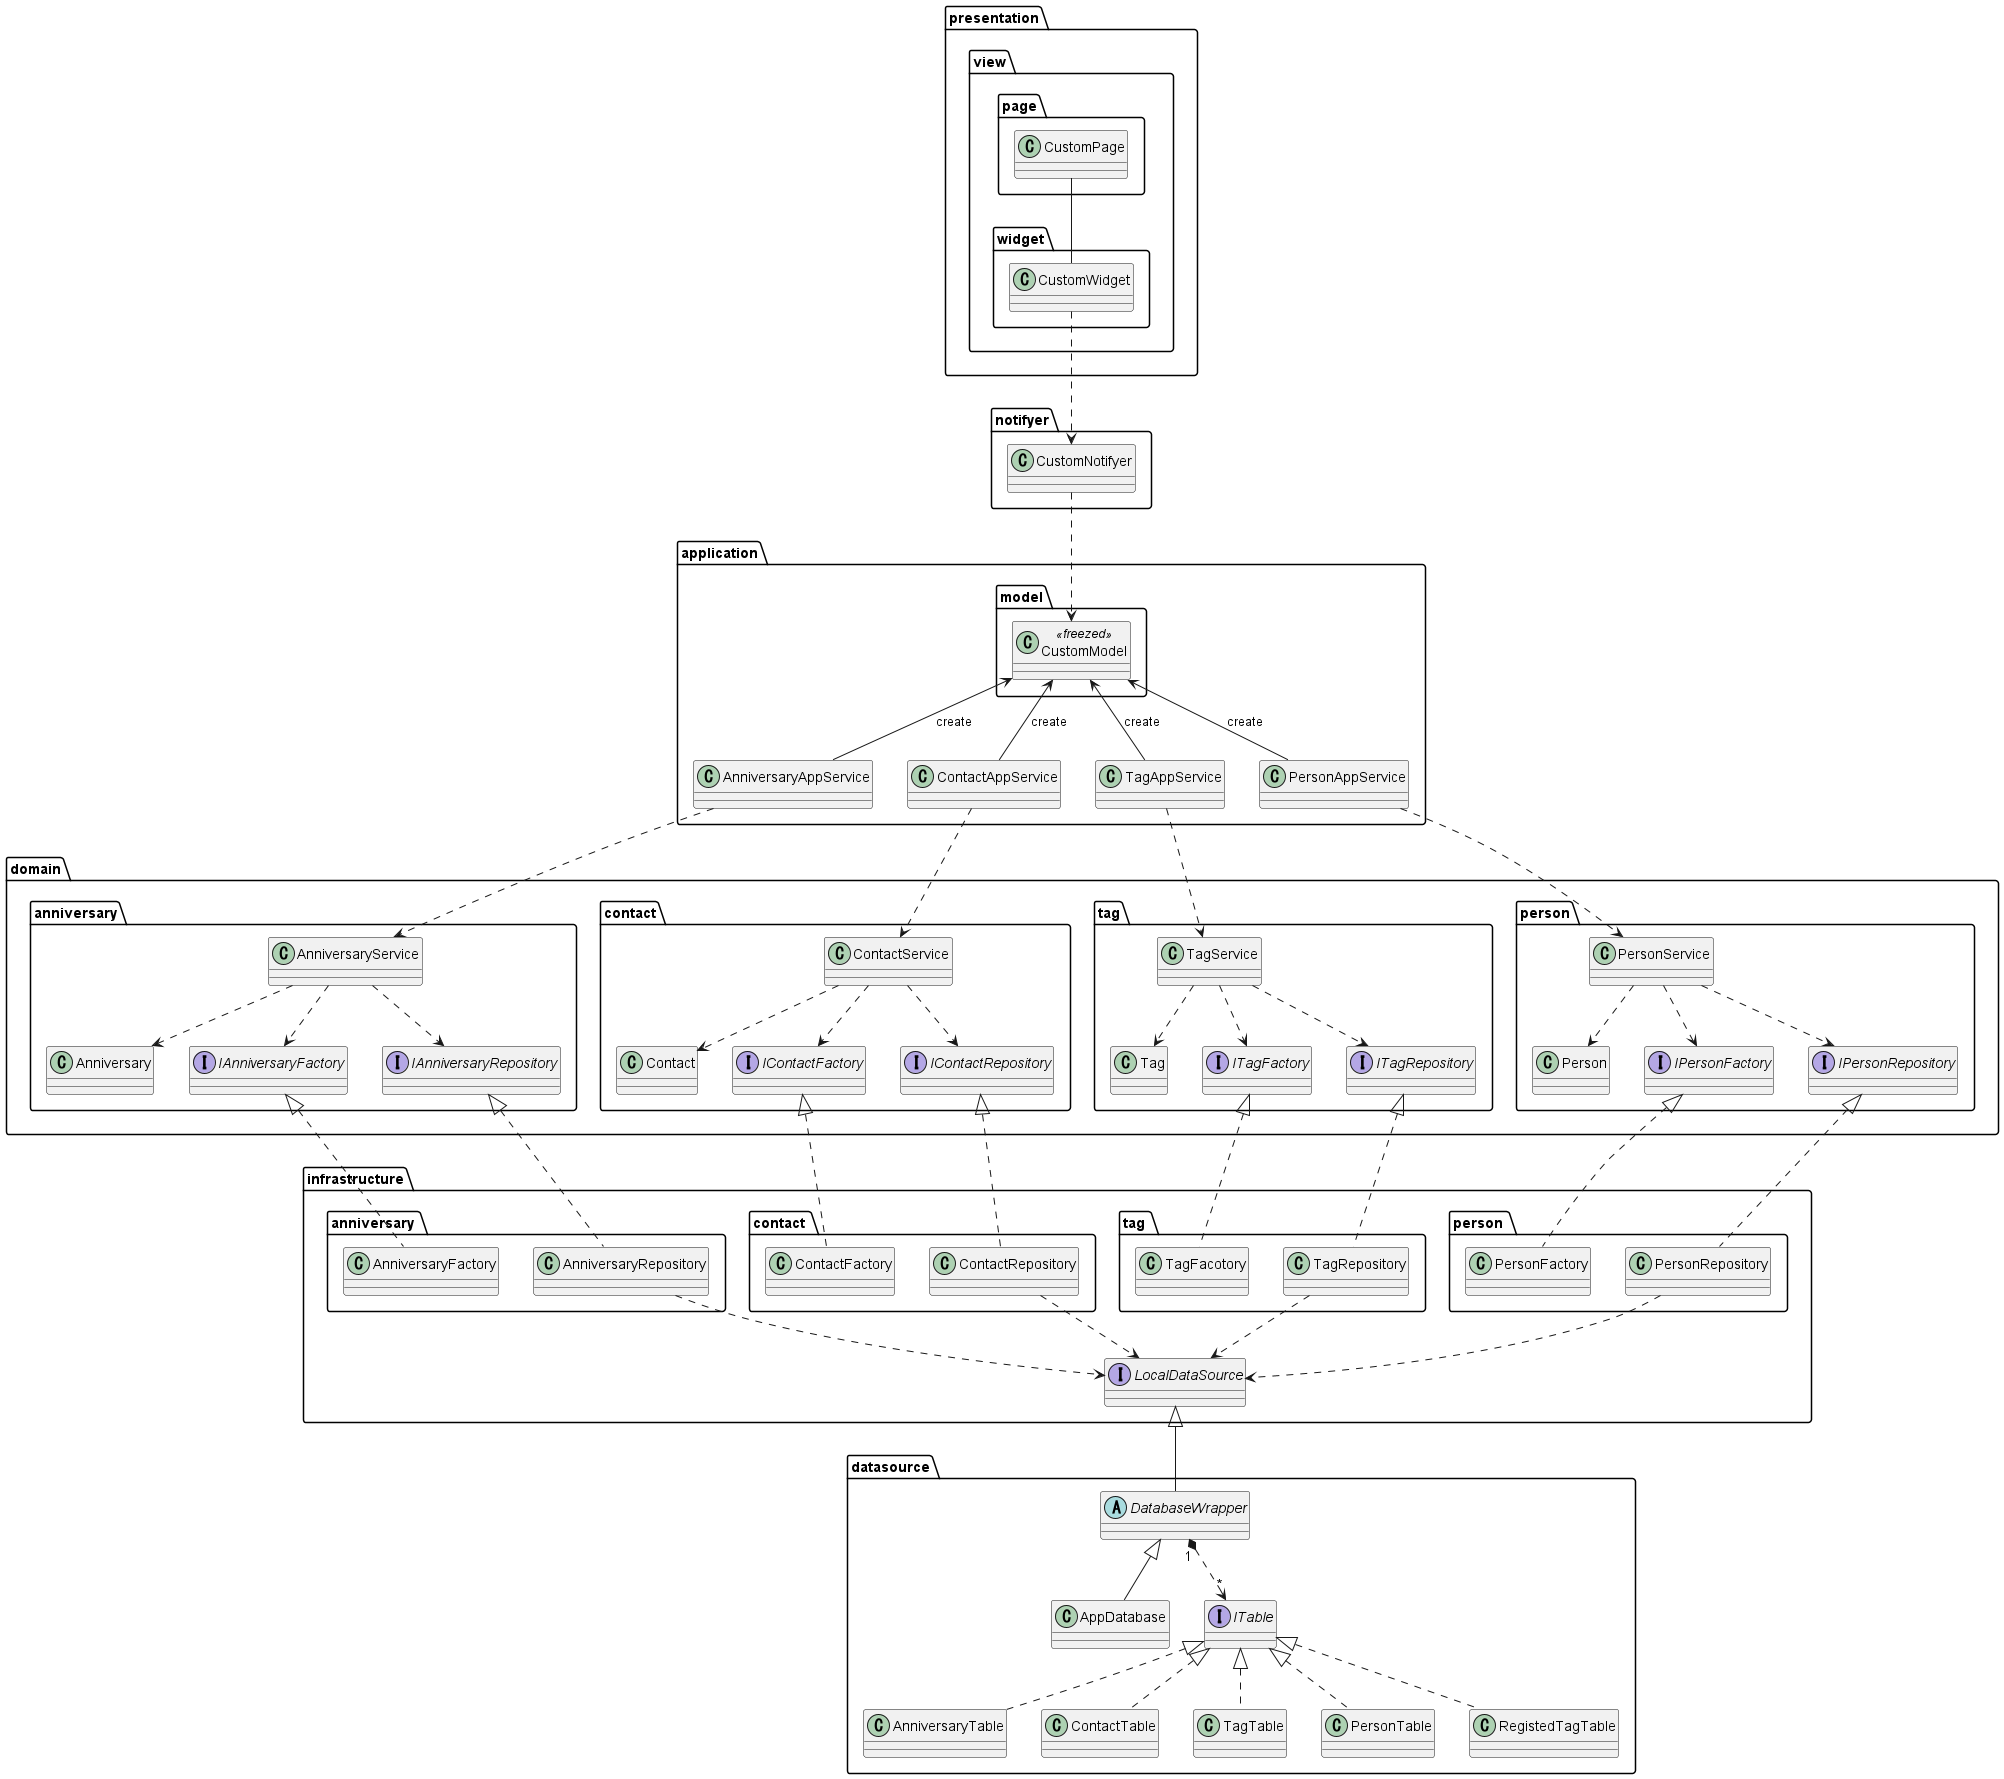 presentation
view
page
C CustomPage
widget
C CustomWidget
notifyer
C CustomNotifyer
application
model
«freezed»
C CustomModel
create create create create
C AnniversaryAppService C ContactAppService C TagAppService C PersonAppService
domain
anniversary contact tag person
C AnniversaryService C ContactService C TagService C PersonService
C Anniversary I IAnniversaryFactory I IAnniversaryRepository C Contact I IContactFactory I IContactRepository C Tag I ITagFactory I ITagRepository C Person I IPersonFactory I IPersonRepository
infrastructure
anniversary contact tag person
C AnniversaryFactory C AnniversaryRepository C ContactFactory C ContactRepository C TagFacotory C TagRepository C PersonFactory C PersonRepository
I LocalDataSource
datasource
A DatabaseWrapper
1
*
C AppDatabase I ITable
C AnniversaryTable C ContactTable C TagTable C PersonTable C RegistedTagTable